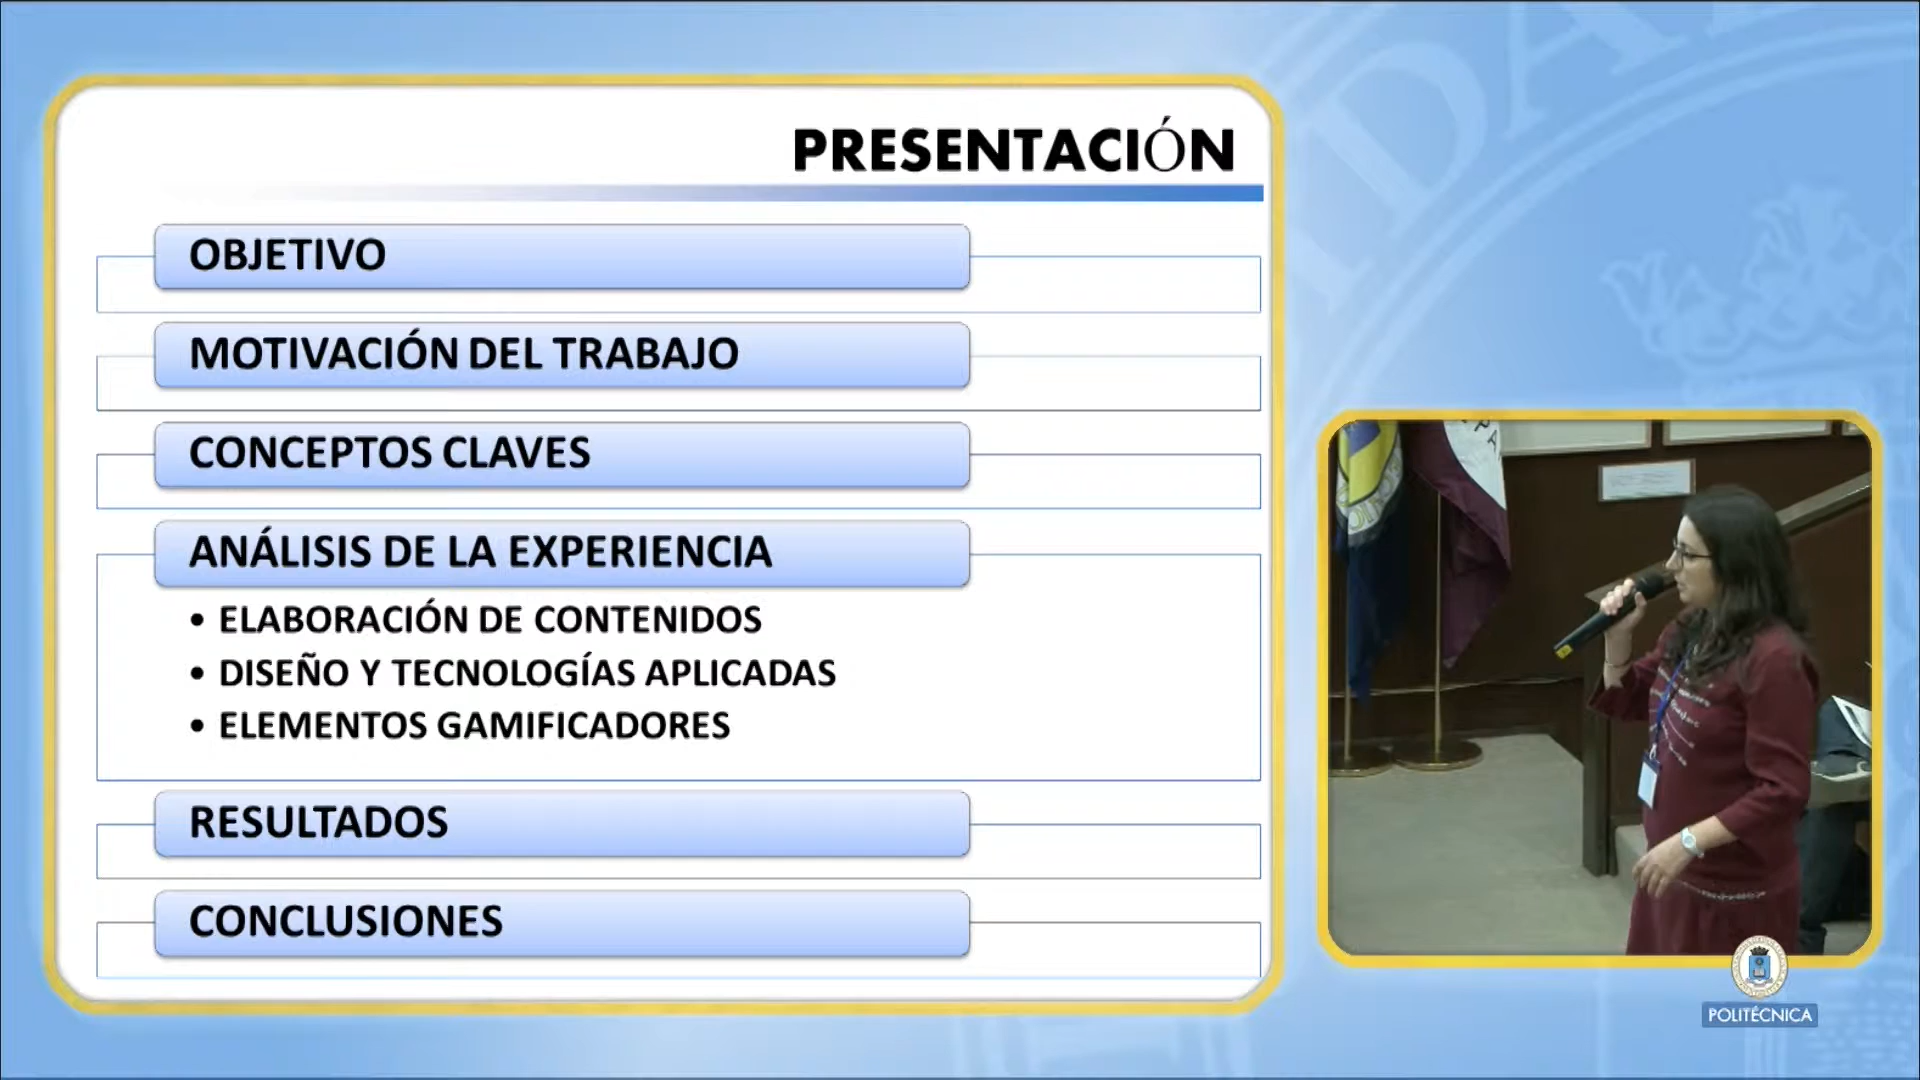 PRESENTACIÓN
OBJETIVO
MOTIVACIÓN DEL TRABAJO
CONCEPTOS CLAVES
ANÁLISIS DE LA EXPERIENCIA
• ELABORACIÓN DE CONTENIDOS
• DISEÑO Y TECNOLOGÍAS APLICADAS
• ELEMENTOS GAMIFICADORES
RESULTADOS
CONCLUSIONES
POLITÉCNICA